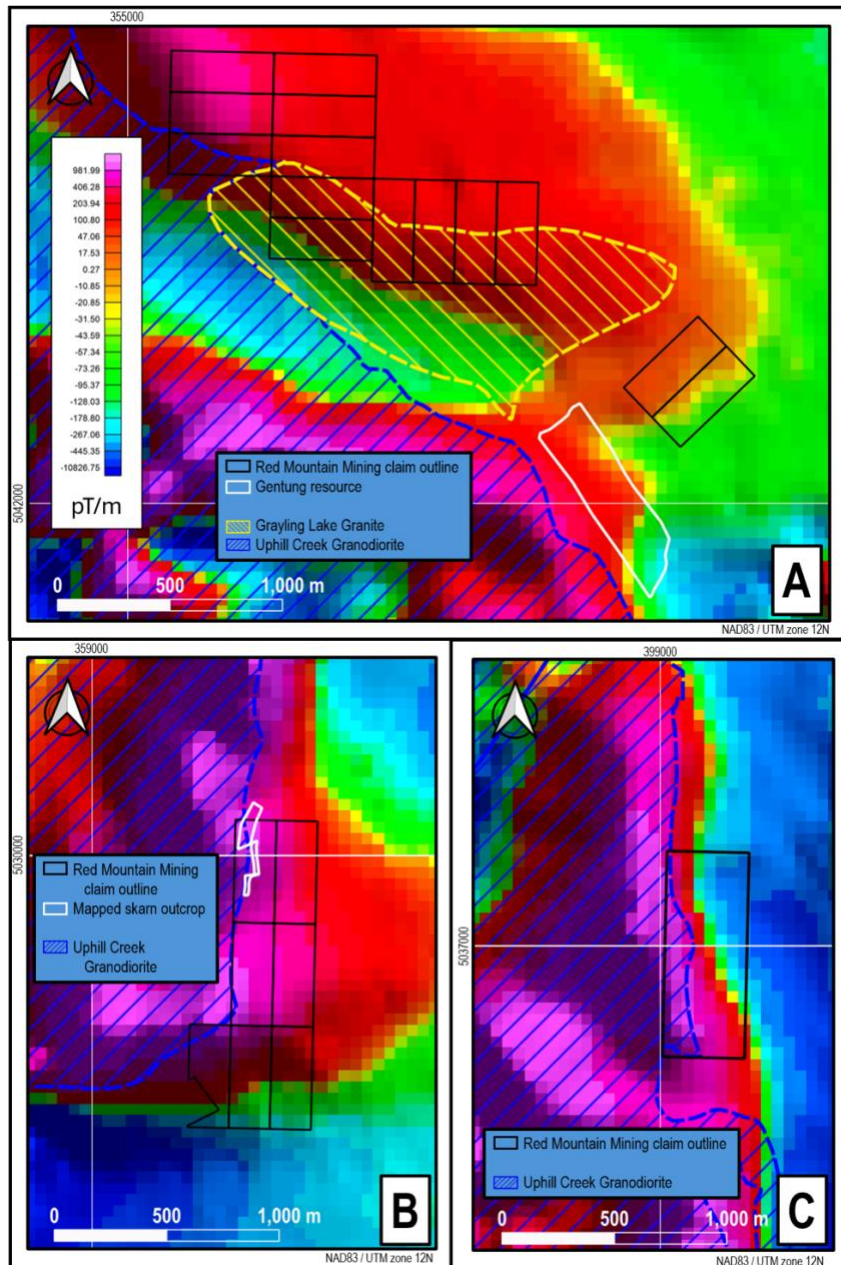 355000
981.99
406.28
203.94
100.80
47.06
17.53
0.27
-10.85
-20.85
-31.50
-43.59
-57.34
-73.26
-95.37
-128.03
-178.80
-267.06
-445.35
-10826.75
pT/m
5042000
Red Mountain Mining claim outline
Gentung resource
Grayling Lake Granite
Uphill Creek Granodiorite
0 500 1,000 m
A
NAD83 / UTM zone 12N
359000
5030000
Red Mountain Mining
claim outline
Mapped skarn outcrop
Uphill Creek
Granodiorite
0 500 1,000 m
B
NAD83 / UTM zone 12N
399000
5037000
Red Mountain Mining claim outline
Uphill Creek Granodiorite
0 500 1,000 m
C
NAD83 / UTM zone 12N